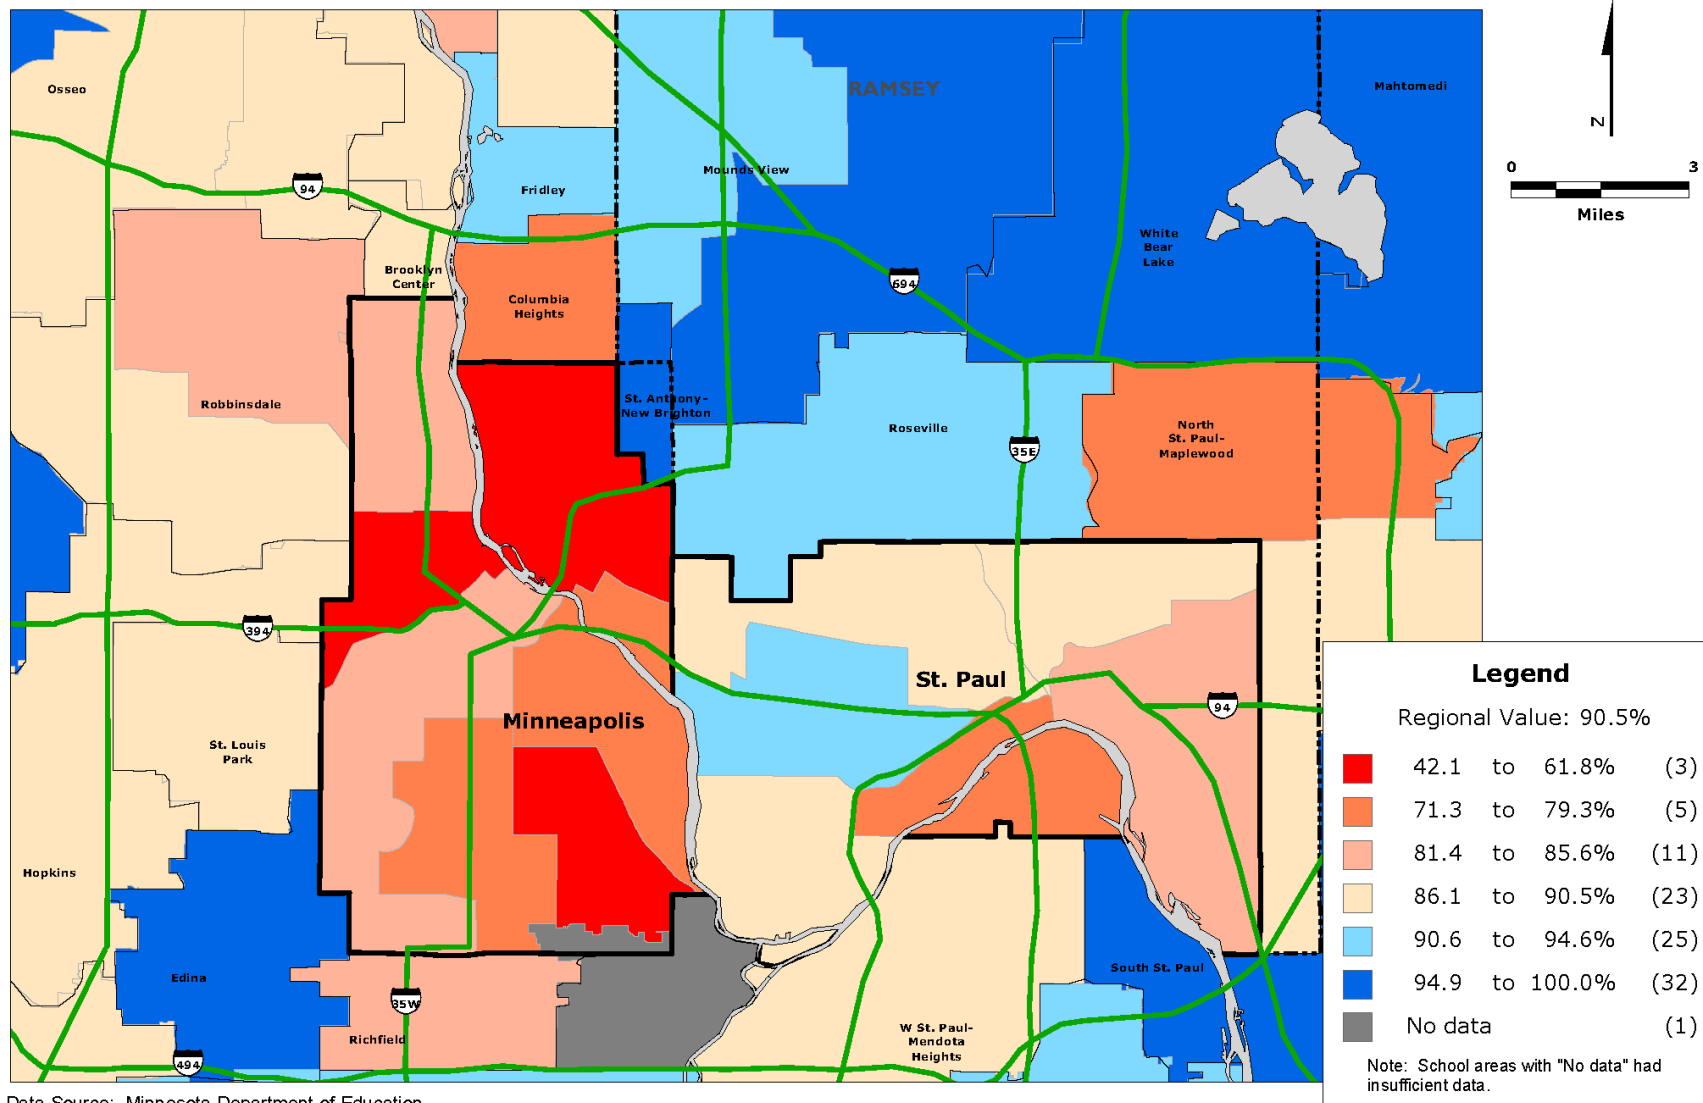 RAMSEY
Osseo
Mahtomedi
N
0 3
Miles
94
Mounds View
Fridley
White
Bear
Lake
Brooklyn
Center
694
Columbia
Heights
Robbinsdale
St. Anthony-
New Brighton
Roseville
North
St. Paul-
Maplewood
35E
394
St. Paul
94
Minneapolis
St. Louis
Park
Hopkins
Edina
South St. Paul
35W
Richfield
W St. Paul-
Mendota
Heights
494
Legend
Regional Value: 90.5%
42.1 to 61.8% (3)
71.3 to 79.3% (5)
81.4 to 85.6% (11)
86.1 to 90.5% (23)
90.6 to 94.6% (25)
94.9 to 100.0% (32)
No data (1)
Note: School areas with "No data" had
insufficient data.
Data Source: Minnesota Department of Education